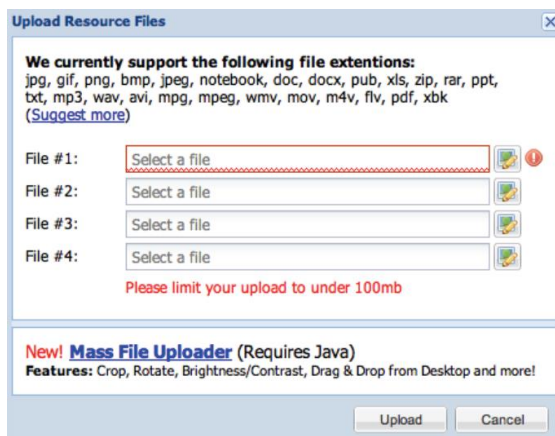 Upload Resource Files
We currently support the following file extentions:
jpg, gif, png, bmp, jpeg, notebook, doc, docx, pub, xls, zip, rar, ppt,
txt, mp3, wav, avi, mpg, mpeg, wmv, mov, m4v, flv, pdf, xbk
(Suggest more)
File #1: Select a file
File #2: Select a file
File #3: Select a file
File #4: Select a file
Please limit your upload to under 100mb
New! Mass File Uploader (Requires Java)
Features: Crop, Rotate, Brightness/Contrast, Drag & Drop from Desktop and more!
Upload Cancel